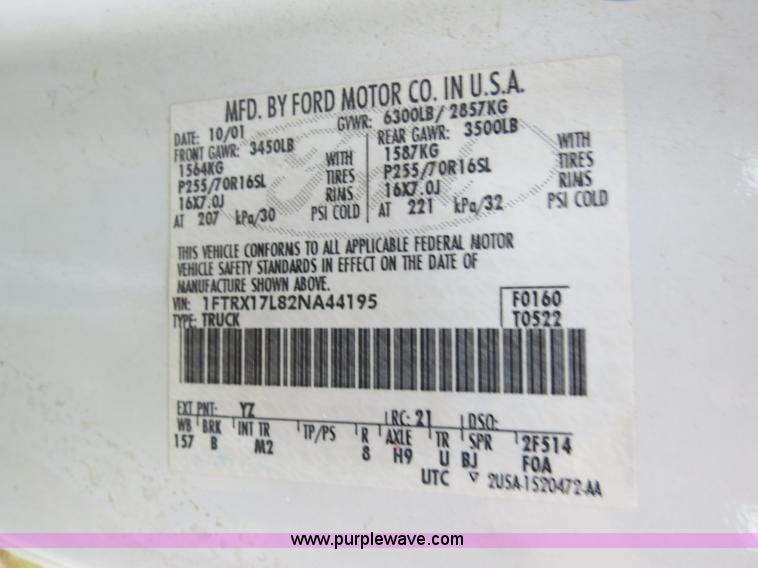 MFD. BY FORD MOTOR CO. IN U.S.A.
DATE: 10/01 GVWR: 6300LB/ 2857KG
FRONT GAWR: 3450LB REAR GAWR: 3500LB
1564KG WITH 1587KG WITH
P255/70R16SL TIRES P255/70R16SL TIRES
16X7.0J RIMS 16X7.0J RIMS
AT 207 kPa/30 PSI COLD AT 221 kPa/32 PSI COLD
THIS VEHICLE CONFORMS TO ALL APPLICABLE FEDERAL MOTOR
VEHICLE SAFETY STANDARDS IN EFFECT ON THE DATE OF
MANUFACTURE SHOWN ABOVE.
VIN: 1FTRX17L82NA44195 F0160
TYPE: TRUCK T0522
EXT PNT: YZ RC: 21 DSO:
WB BRK INT TR TP/PS R AXLE TR SPR 2F514
157 B M2 8 H9 U BJ FOA
UTC 2U5A-1520472-AA
www.purplewave.com